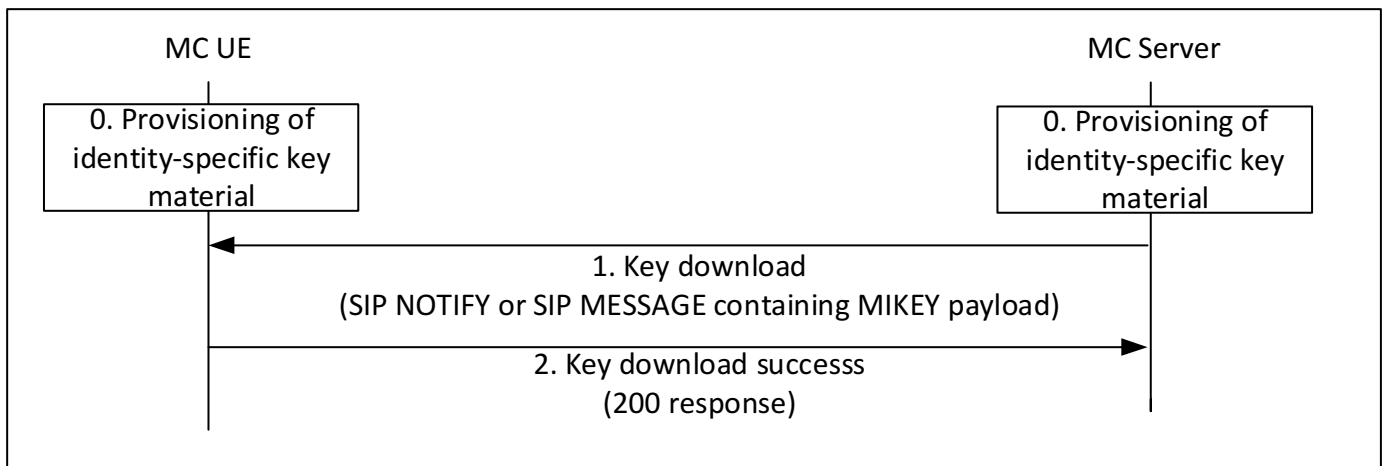 MC UE
MC Server
0. Provisioning of
identity-specific key
material
0. Provisioning of
identity-specific key
material
1. Key download
(SIP NOTIFY or SIP MESSAGE containing MIKEY payload)
2. Key download successs
(200 response)